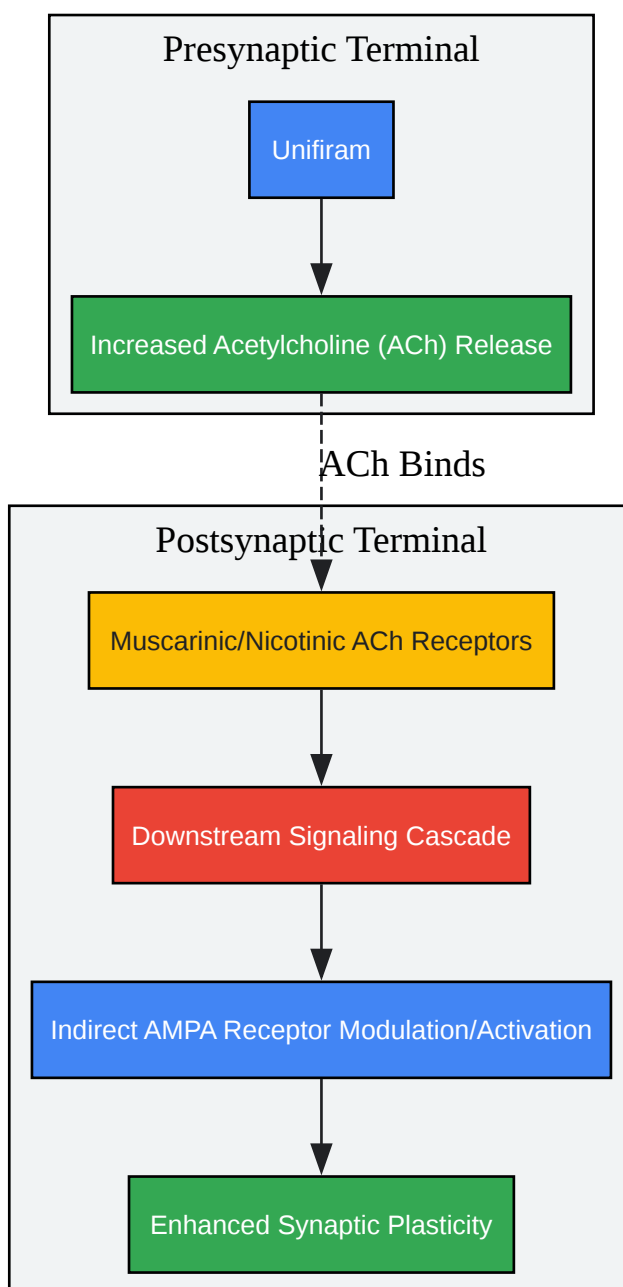 Presynaptic Terminal
Unifiram
Increased Acetylcholine (ACh) Release
ACh Binds
Postsynaptic Terminal
Muscarinic/Nicotinic ACh Receptors
Downstream Signaling Cascade
Indirect AMPA Receptor Modulation/Activation
Enhanced Synaptic Plasticity